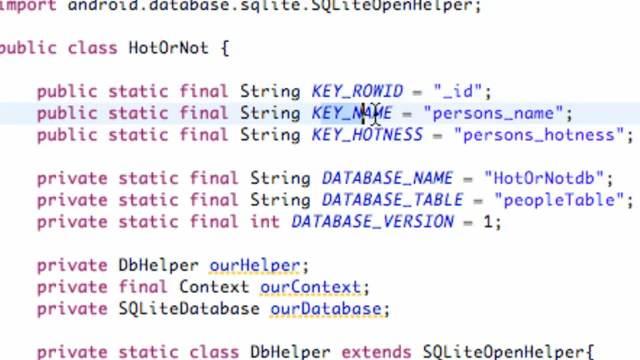 import android.database.sqlite.SQLiteOpenHelper;
public class HotOrNot {
public static final String KEY_ROWID = "_id";
public static final String KEY_NAME = "persons_name";
public static final String KEY_HOTNESS = "persons_hotness";
private static final String DATABASE_NAME = "HotOrNotdb";
private static final String DATABASE_TABLE = "peopleTable";
private static final int DATABASE_VERSION = 1;
private DbHelper ourHelper;
private final Context ourContext;
private SQLiteDatabase ourDatabase;
private static class DbHelper extends SQLiteOpenHelper{